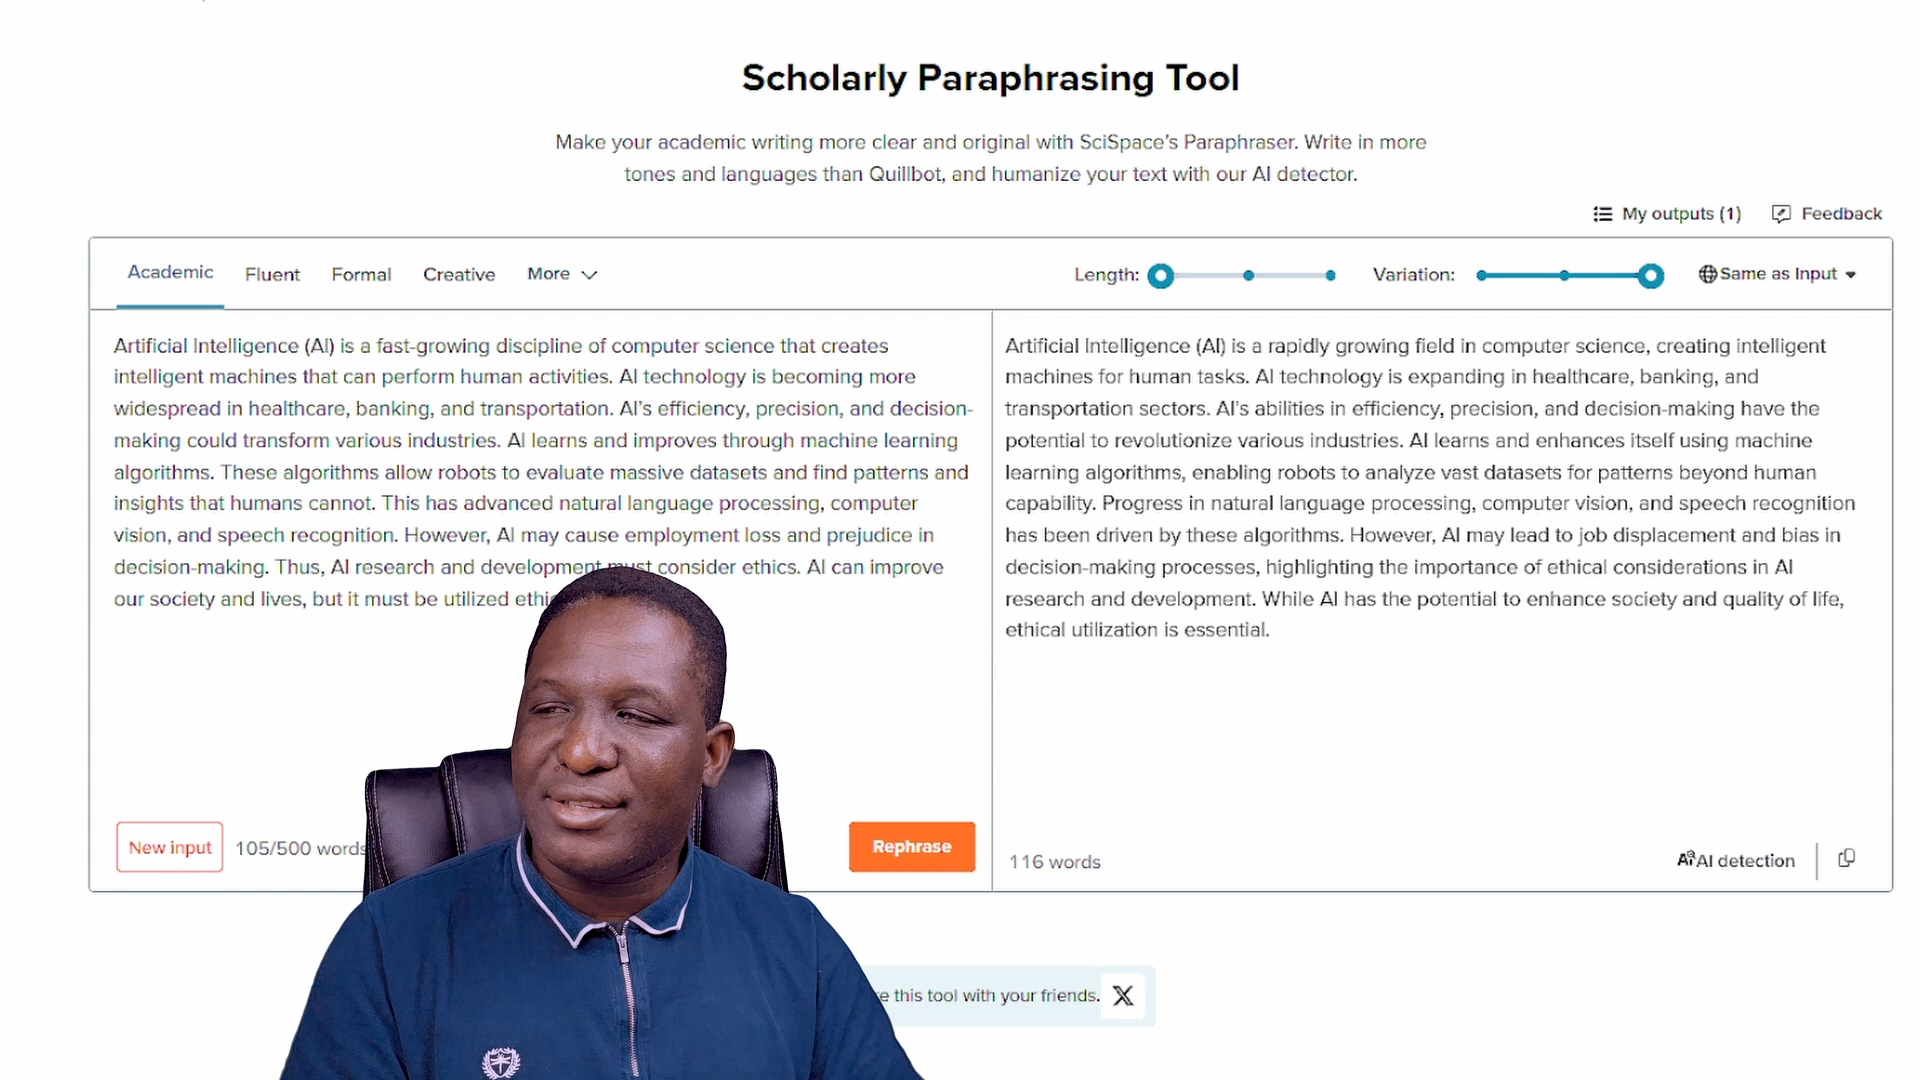 Scholarly Paraphrasing Tool
Make your academic writing more clear and original with SciSpace's Paraphraser. Write in more
tones and languages than Quillbot, and humanize your text with our AI detector.
My outputs (1) Feedback
Academic Fluent Formal Creative More Length: Variation: Same as Input
Artificial Intelligence (AI) is a fast-growing discipline of computer science that creates
intelligent machines that can perform human activities. AI technology is becoming more
widespread in healthcare, banking, and transportation. AI's efficiency, precision, and decision-
making could transform various industries. AI learns and improves through machine learning
algorithms. These algorithms allow robots to evaluate massive datasets and find patterns and
insights that humans cannot. This has advanced natural language processing, computer
vision, and speech recognition. However, AI may cause employment loss and prejudice in
decision-making. Thus, AI research and development must consider ethics. AI can improve
our society and lives, but it must be utilized
New input 105/500 words Rephrase
Artificial Intelligence (AI) is a rapidly growing field in computer science, creating intelligent
machines for human tasks. AI technology is expanding in healthcare, banking, and
transportation sectors. AI's abilities in efficiency, precision, and decision-making have the
potential to revolutionize various industries. AI learns and enhances itself using machine
learning algorithms, enabling robots to analyze vast datasets for patterns beyond human
capability. Progress in natural language processing, computer vision, and speech recognition
has been driven by these algorithms. However, AI may lead to job displacement and bias in
decision-making processes, highlighting the importance of ethical considerations in AI
research and development. While AI has the potential to enhance society and quality of life,
ethical utilization is essential.
116 words AI detection
this tool with your friends.